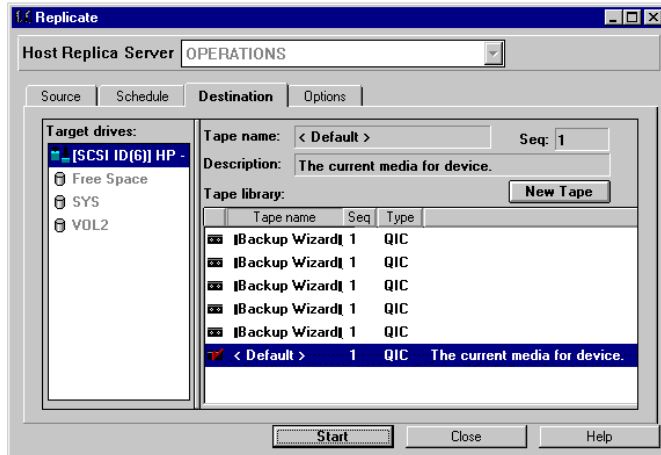 Replicate
Host Replica Server OPERATIONS
Source Schedule Destination Options
Target drives:
[SCSI ID(6)] HP -
Free Space
SYS
VOL2
Tape name: < Default > Seq: 1
Description: The current media for device.
Tape library: New Tape
Tape name Seq Type
Backup Wizard 1 QIC
Backup Wizard 1 QIC
Backup Wizard 1 QIC
Backup Wizard 1 QIC
Backup Wizard 1 QIC
< Default > 1 QIC The current media for device.
Start Close Help